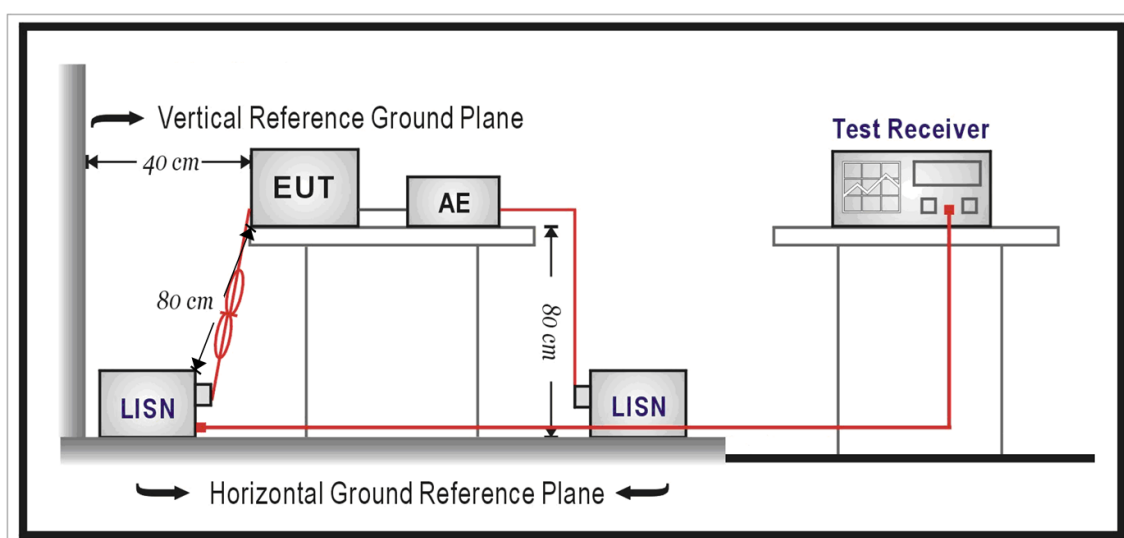 Vertical Reference Ground Plane
Test Receiver
40 cm
EUT
AE
80 cm
80 cm
LISN
LISN
Horizontal Ground Reference Plane